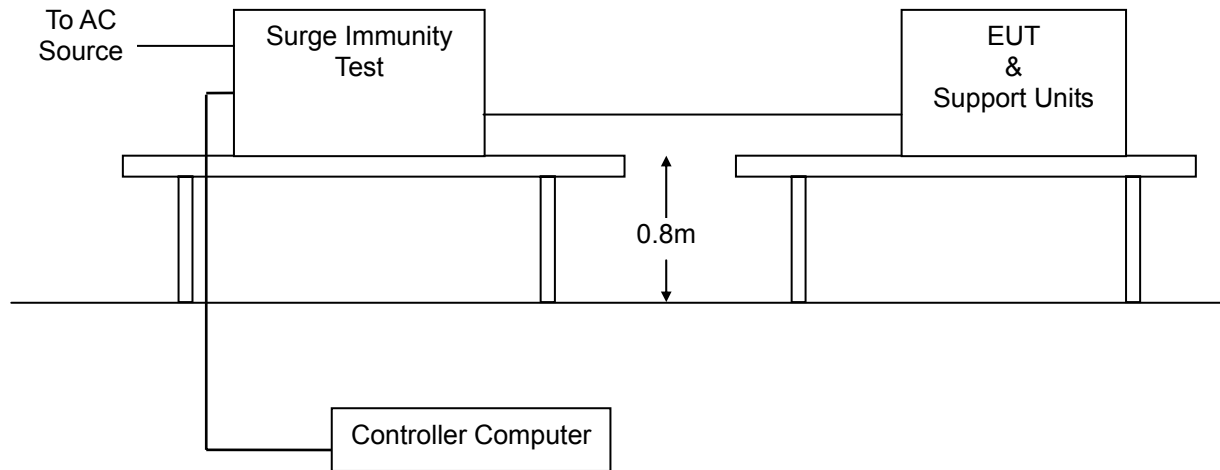 To AC
Source
Surge Immunity
Test
EUT
&
Support Units
0.8m
Controller Computer